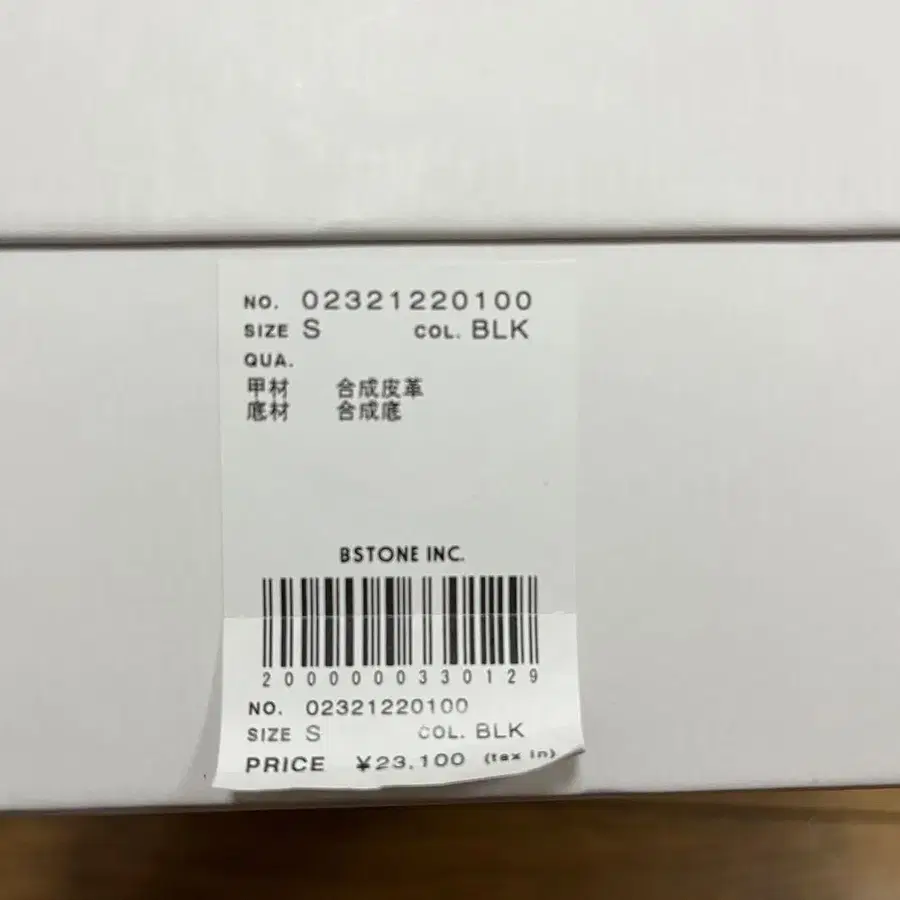 NO. 02321220100
SIZE S COL. BLK
QUA.
甲材 合成皮革
底材 合成底
BSTONE INC.
2000000330129
NO. 02321220100
SIZE S COL. BLK
PRICE ¥23,100 (tax in)